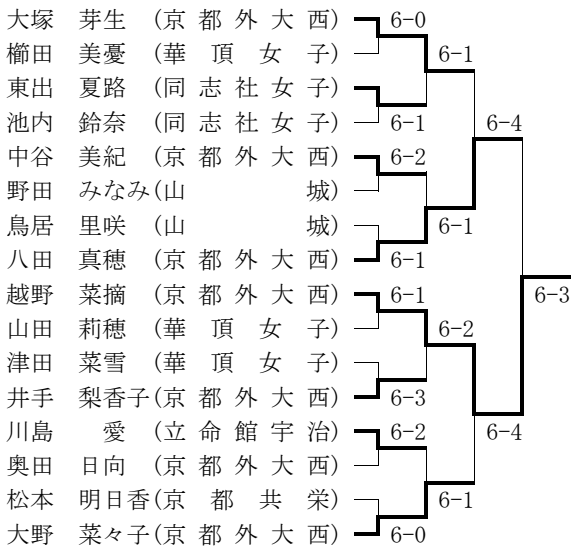 大塚 芽生 (京 都 外 大 西) 6-0
櫛田 美憂 (華 頂 女 子) 6-1
東出 夏路 (同 志 社 女 子)
池内 鈴奈 (同 志 社 女 子) 6-1 6-4
中谷 美紀 (京 都 外 大 西) 6-2
野田 みなみ(山 城)
鳥居 里咲 (山 城) 6-1
八田 真穂 (京 都 外 大 西) 6-1
越野 菜摘 (京 都 外 大 西) 6-1 6-3
山田 莉穂 (華 頂 女 子) 6-2
津田 菜雪 (華 頂 女 子)
井手 梨香子(京 都 外 大 西) 6-3
川島 愛 (立 命 館 宇 治) 6-2 6-4
奥田 日向 (京 都 外 大 西)
松本 明日香(京 都 共 栄) 6-1
大野 菜々子(京 都 外 大 西) 6-0